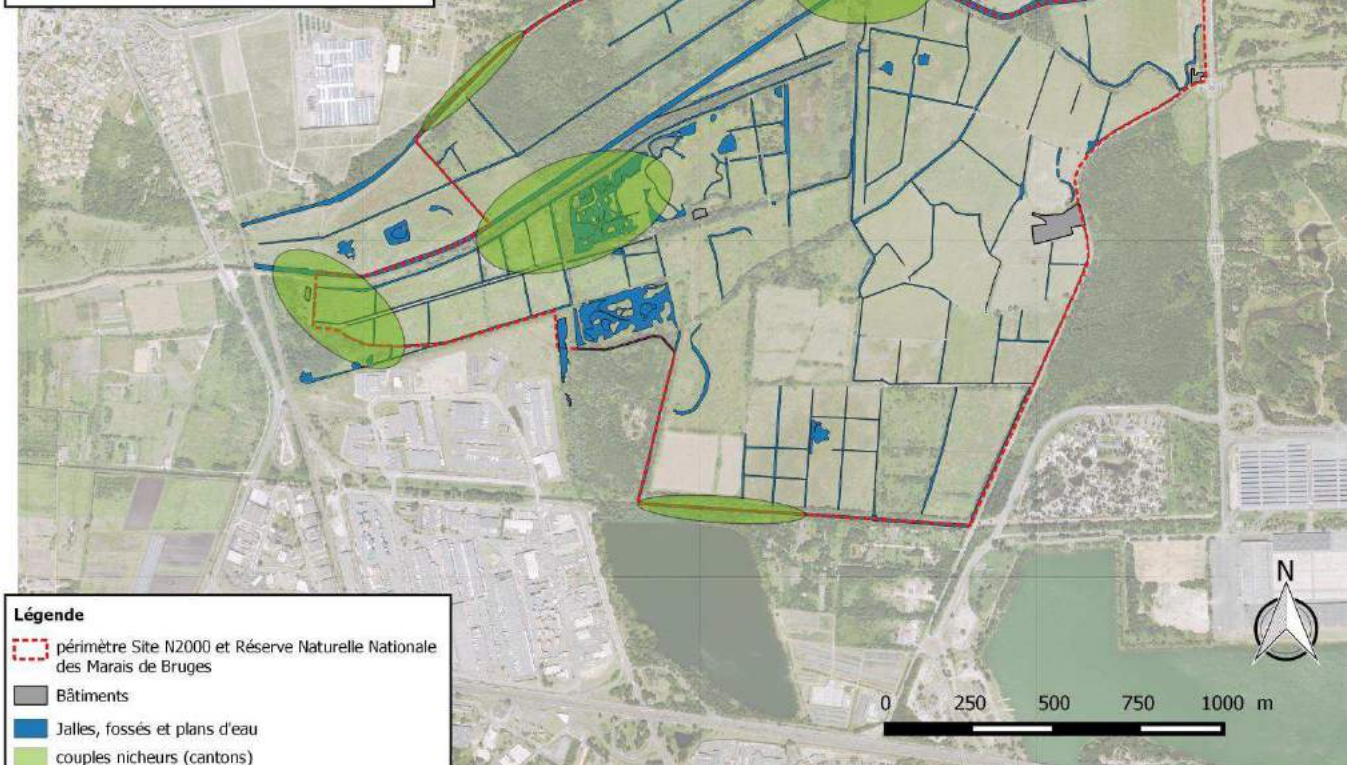 Légende
périmètre Site N2000 et Réserve Naturelle Nationale
des Marais de Bruges
Bâtiments
Jalles, fossés et plans d'eau
couples nicheurs (cantons)
N
0 250 500 750 1000 m